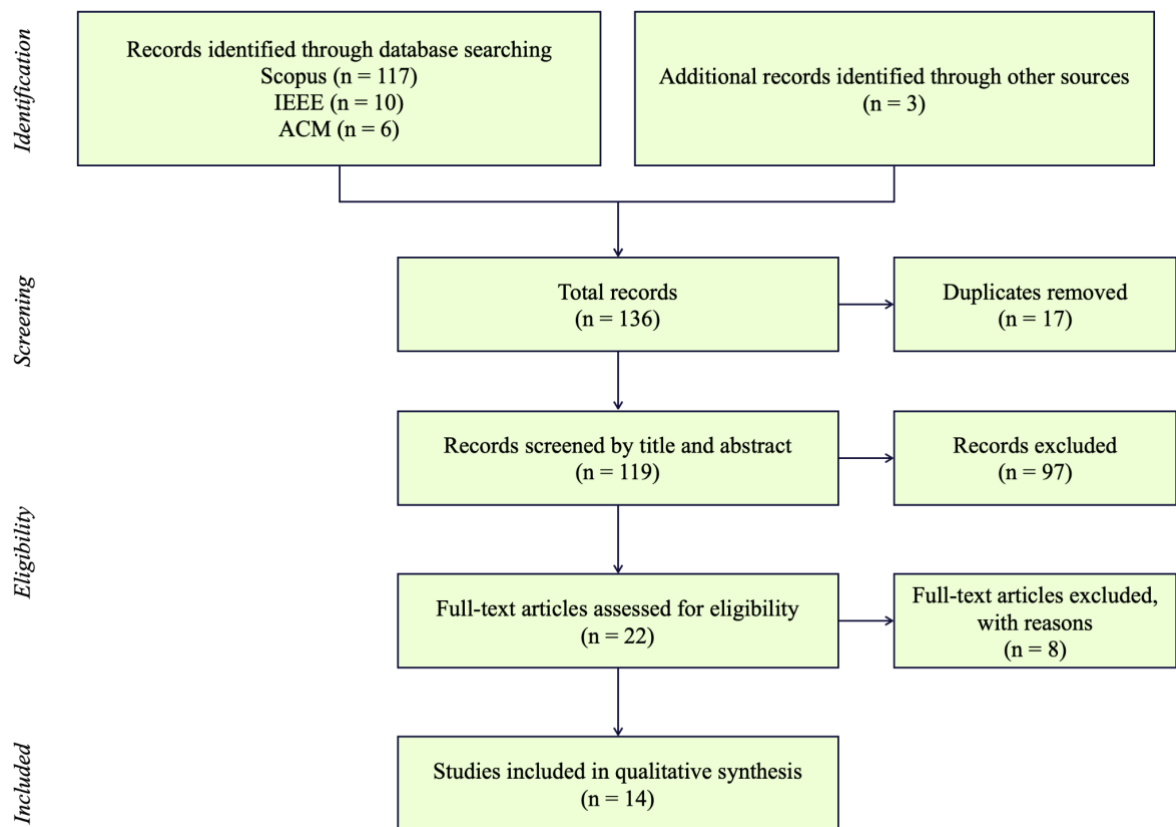 Identification
Records identified through database searching
Scopus (n = 117)
IEEE (n = 10)
ACM (n = 6)
Additional records identified through other sources
(n = 3)
Screening
Total records
(n = 136)
Duplicates removed
(n = 17)
Records screened by title and abstract
(n = 119)
Records excluded
(n = 97)
Eligibility
Full-text articles assessed for eligibility
(n = 22)
Full-text articles excluded,
with reasons
(n = 8)
Included
Studies included in qualitative synthesis
(n = 14)